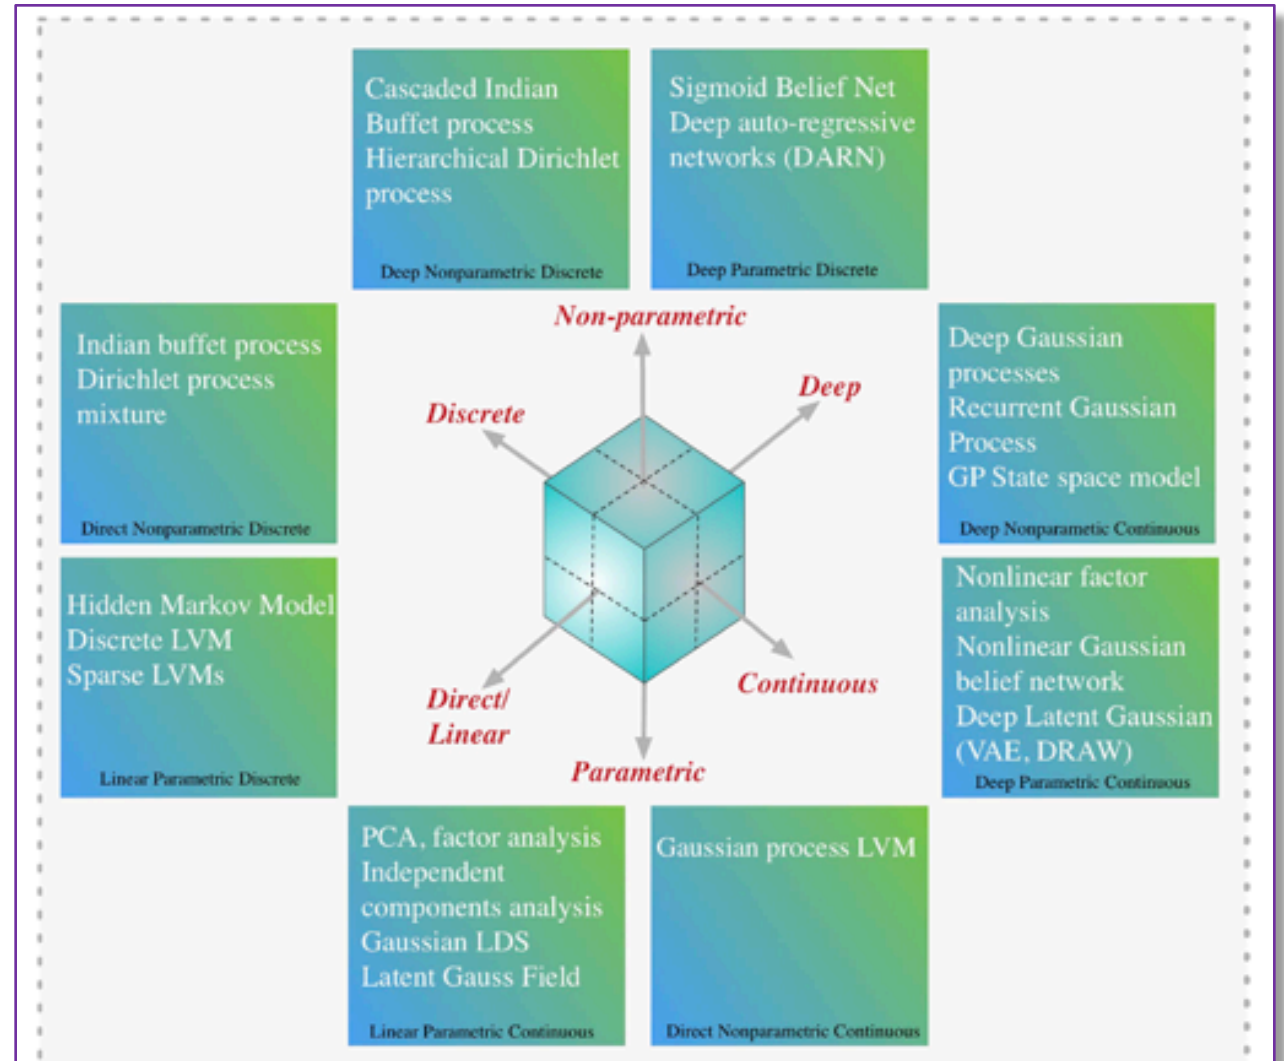 Cascaded Indian
Buffet process
Hierarchical Dirichlet
process
Deep Nonparametric Discrete
Sigmoid Belief Net
Deep auto-regressive
networks (DARN)
Deep Parametric Discrete
Indian buffet process
Dirichlet process
mixture
Direct Nonparametric Discrete
Non-parametric
Deep
Discrete
Deep Gaussian
processes
Recurrent Gaussian
Process
GP State space model
Deep Nonparametic Continuous
Hidden Markov Model
Discrete LVM
Sparse LVMs
Linear Parametric Discrete
Direct/
Linear
Continuous
Parametric
Nonlinear factor
analysis
Nonlinear Gaussian
belief network
Deep Latent Gaussian
(VAE, DRAW)
Deep Parametric Continuous
PCA, factor analysis
Independent
components analysis
Gaussian LDS
Latent Gauss Field
Linear Parametric Continuous
Gaussian process LVM
Direct Nonparametric Continuous